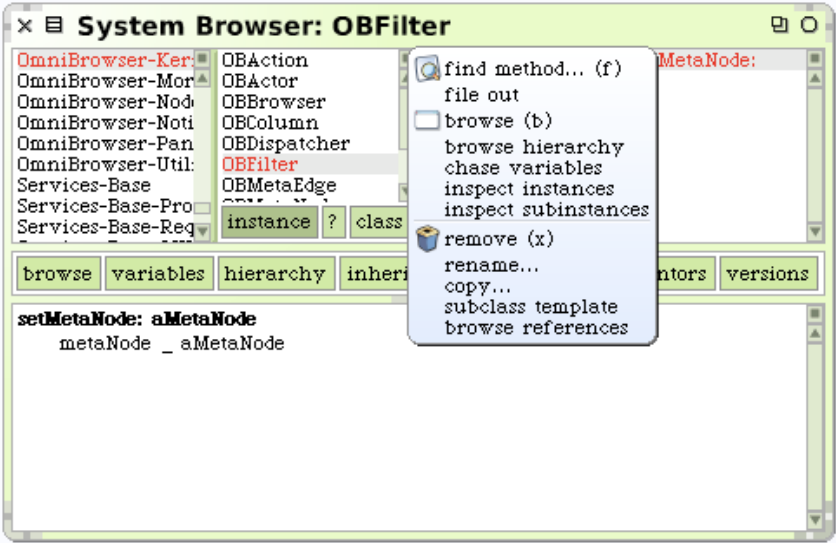 System Browser: OBFilter
OmniBrowser-Ker
OmniBrowser-Mor
OmniBrowser-Nod
OmniBrowser-Noti
OmniBrowser-Pan
OmniBrowser-Util
Services-Base
Services-Base-Pro
Services-Base-Req
OBAction
OBActor
OBBrowser
OBColumn
OBDispatcher
OBFilter
OBMetaEdge
instance ? class
MetaNode:
find method... (f)
file out
browse (b)
browse hierarchy
chase variables
inspect instances
inspect subinstances
remove (x)
rename...
copy...
subclass template
browse references
browse variables hierarchy inheri ntors versions
setMetaNode: aMetaNode
metaNode _ aMetaNode